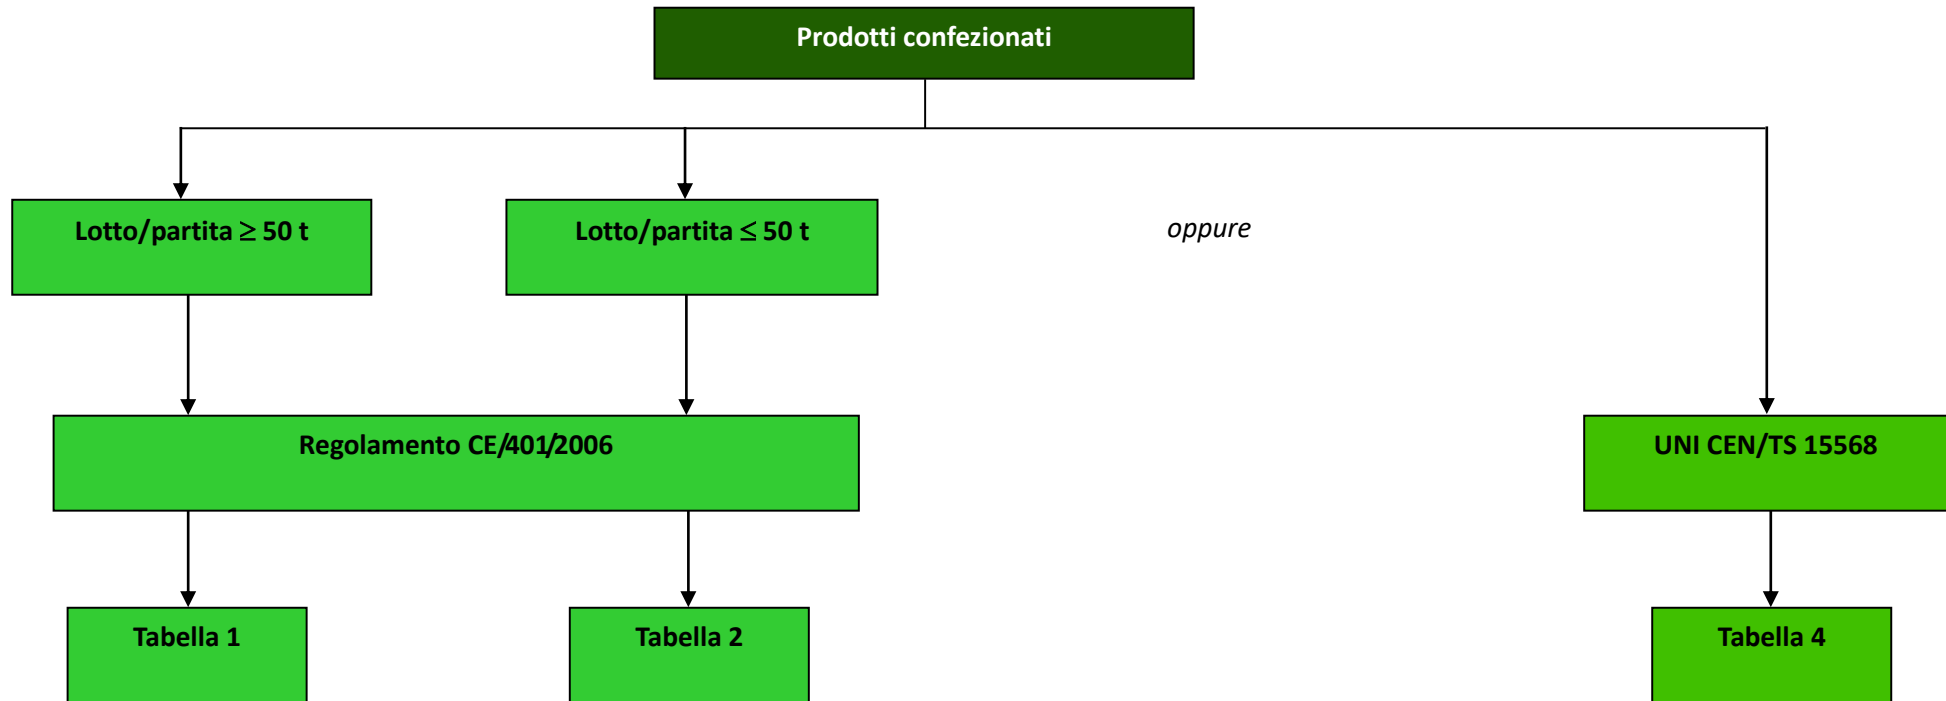 Prodotti confezionati
Lotto/partita ≥ 50 t
Lotto/partita ≤ 50 t
oppure
Regolamento CE/401/2006
UNI CEN/TS 15568
Tabella 1
Tabella 2
Tabella 4